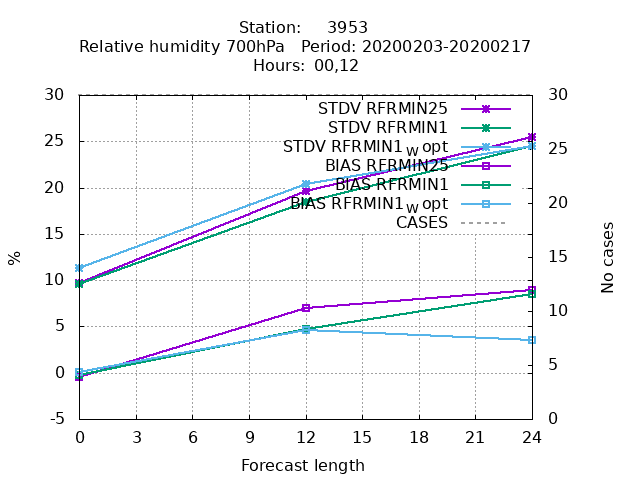 Station: 3953
Relative humidity 700hPa Period: 20200203-20200217
Hours: 00,12
30 30
STDV RFRMIN25
STDV RFRMIN1
25 25
STDV RFRMIN1W opt
BIAS RFRMIN25
BIAS RFRMIN1
20 20
BIAS RFRMIN1W opt
CASES
15 15
10 10
5 5
0
-5 0
%
No cases
0 3 6 9 12 15 18 21 24
Forecast length